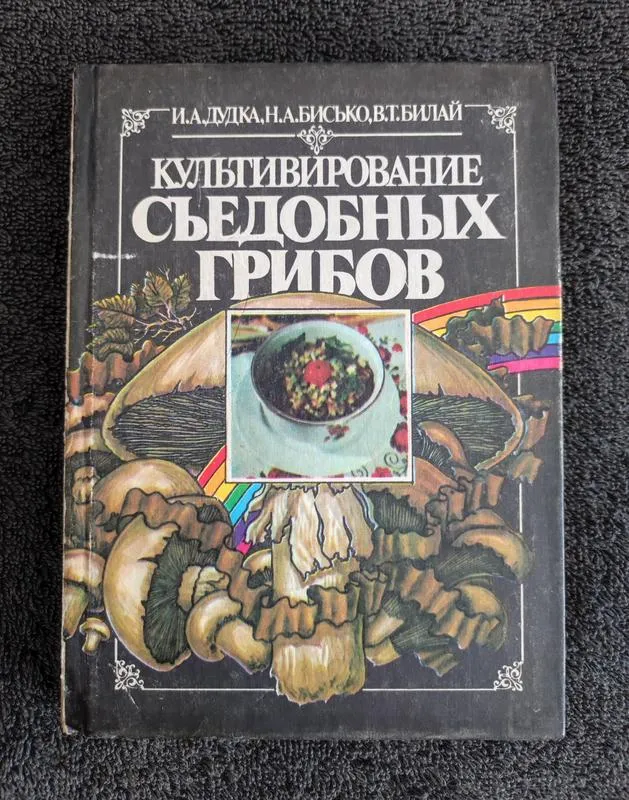 И.А.ДУДКА, Н.А.БИСЬКО, В.Т.БИЛАЙ
КУЛЬТИВИРОВАНИЕ
СЪЕДОБНЫХ
ГРИБОВ